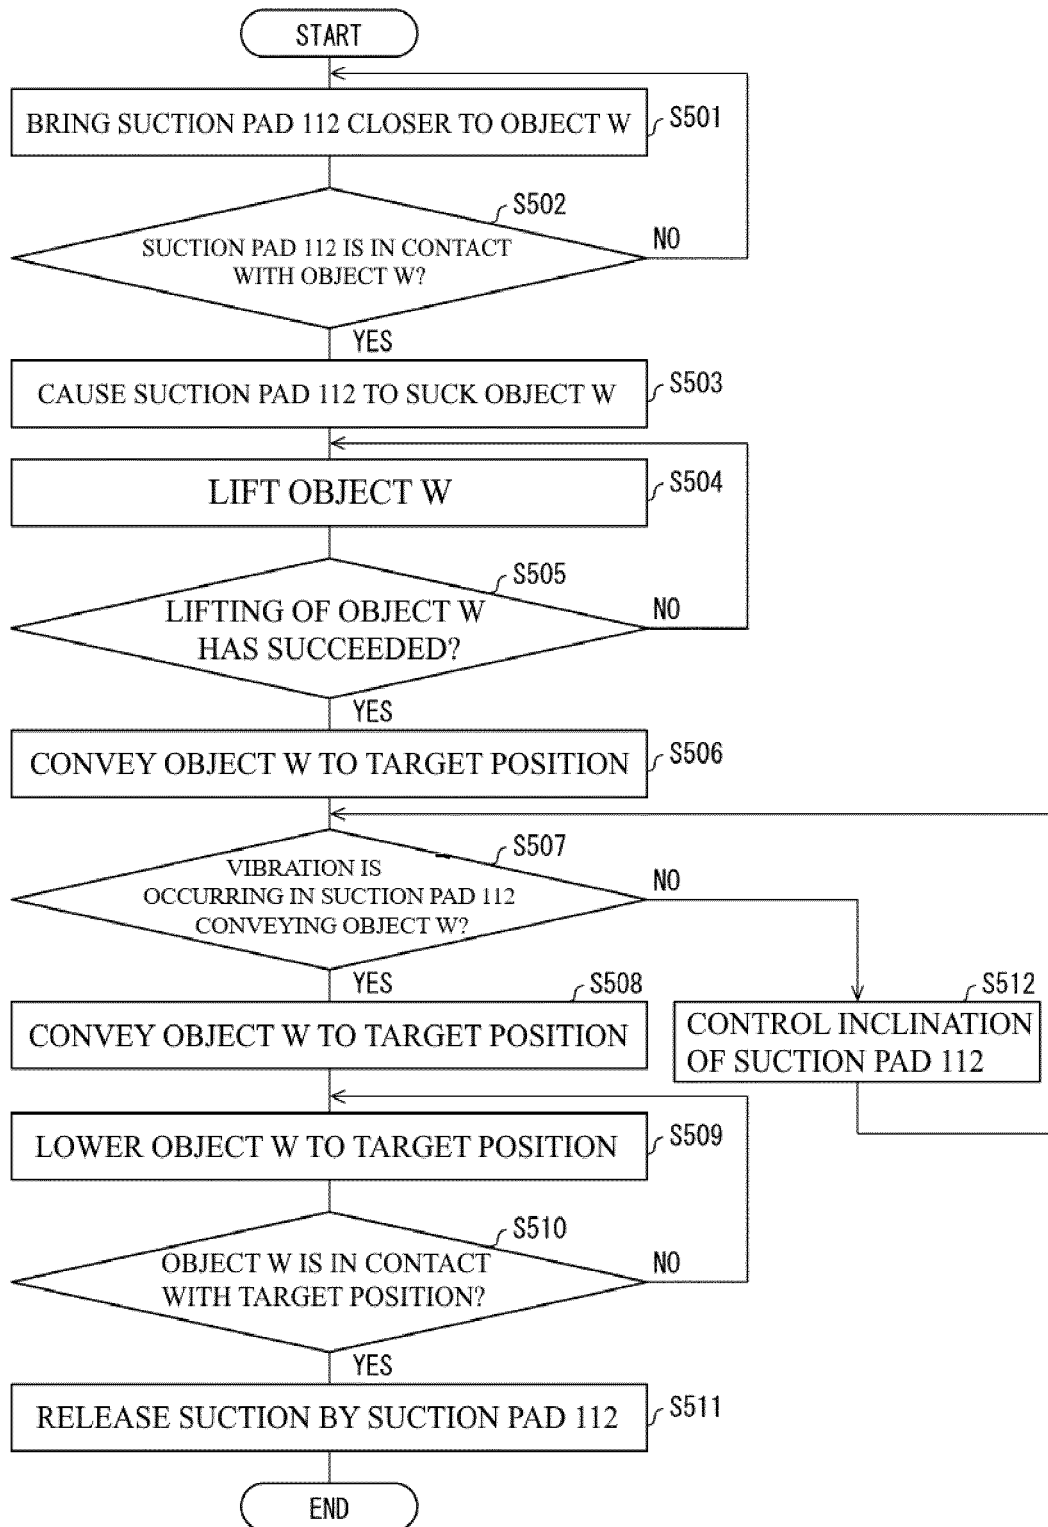 START
BRING SUCTION PAD 112 CLOSER TO OBJECT W
S501
S502
SUCTION PAD 112 IS IN CONTACT
WITH OBJECT W?
NO
YES
CAUSE SUCTION PAD 112 TO SUCK OBJECT W
S503
LIFT OBJECT W
S504
S505
LIFTING OF OBJECT W
HAS SUCCEEDED?
NO
YES
CONVEY OBJECT W TO TARGET POSITION
S506
S507
VIBRATION IS
OCCURRING IN SUCTION PAD 112
CONVEYING OBJECT W?
NO
YES
S508
CONVEY OBJECT W TO TARGET POSITION
S512
CONTROL INCLINATION
OF SUCTION PAD 112
LOWER OBJECT W TO TARGET POSITION
S509
S510
OBJECT W IS IN CONTACT
WITH TARGET POSITION?
NO
YES
RELEASE SUCTION BY SUCTION PAD 112
S511
END